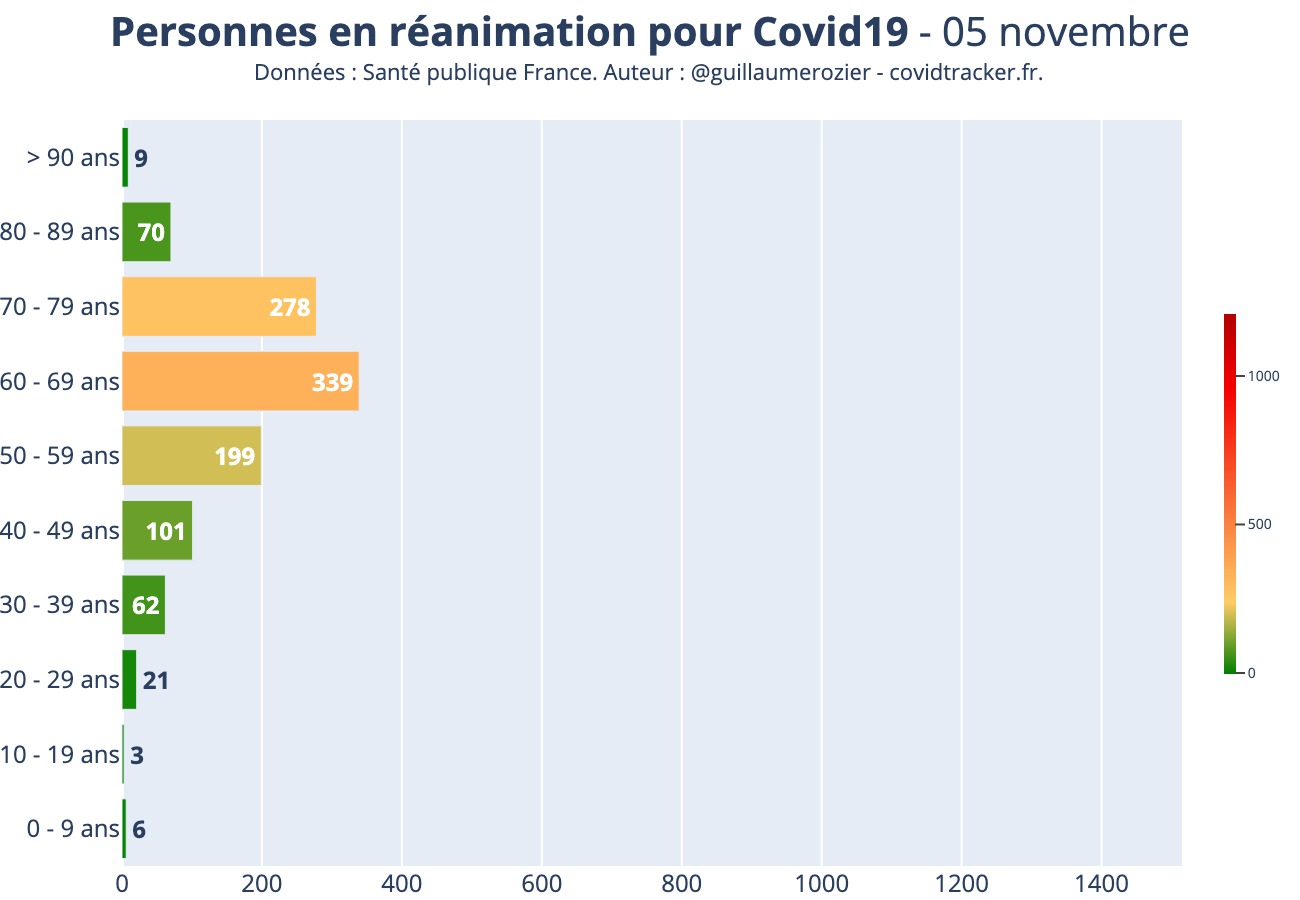 Personnes en réanimation pour Covid19 - 05 novembre
Données : Santé publique France. Auteur : @guillaumerozier - covidtracker.fr.
> 90 ans 9
80 - 89 ans 70
70 - 79 ans 278
60 - 69 ans 339
50 - 59 ans 199
40 - 49 ans 101
30 - 39 ans 62
20 - 29 ans 21
10 - 19 ans 3
0 - 9 ans 6
0 200 400 600 800 1000 1200 1400
1000
500
0